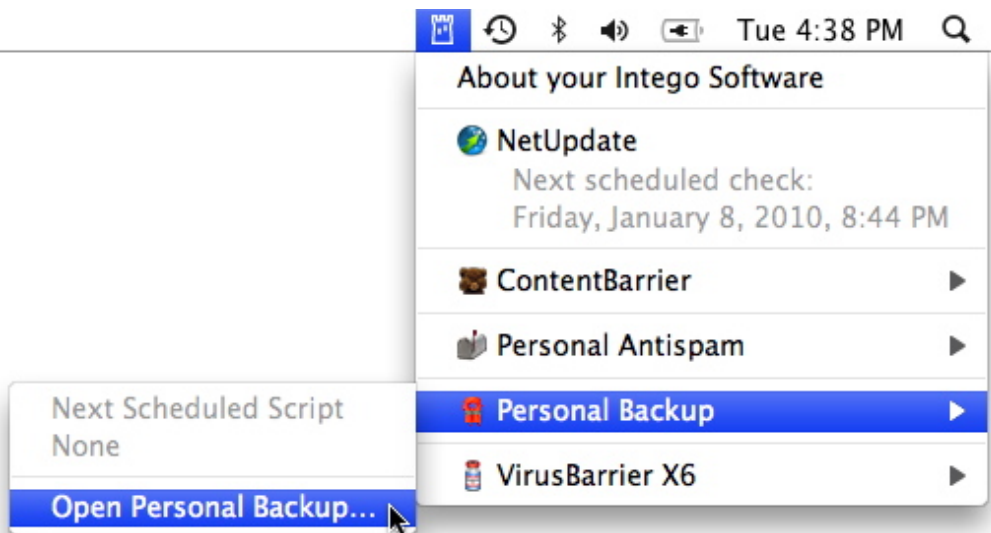 Tue 4:38 PM
About your Intego Software
NetUpdate
Next scheduled check:
Friday, January 8, 2010, 8:44 PM
ContentBarrier
Personal Antispam
Personal Backup
VirusBarrier X6
Next Scheduled Script
None
Open Personal Backup...